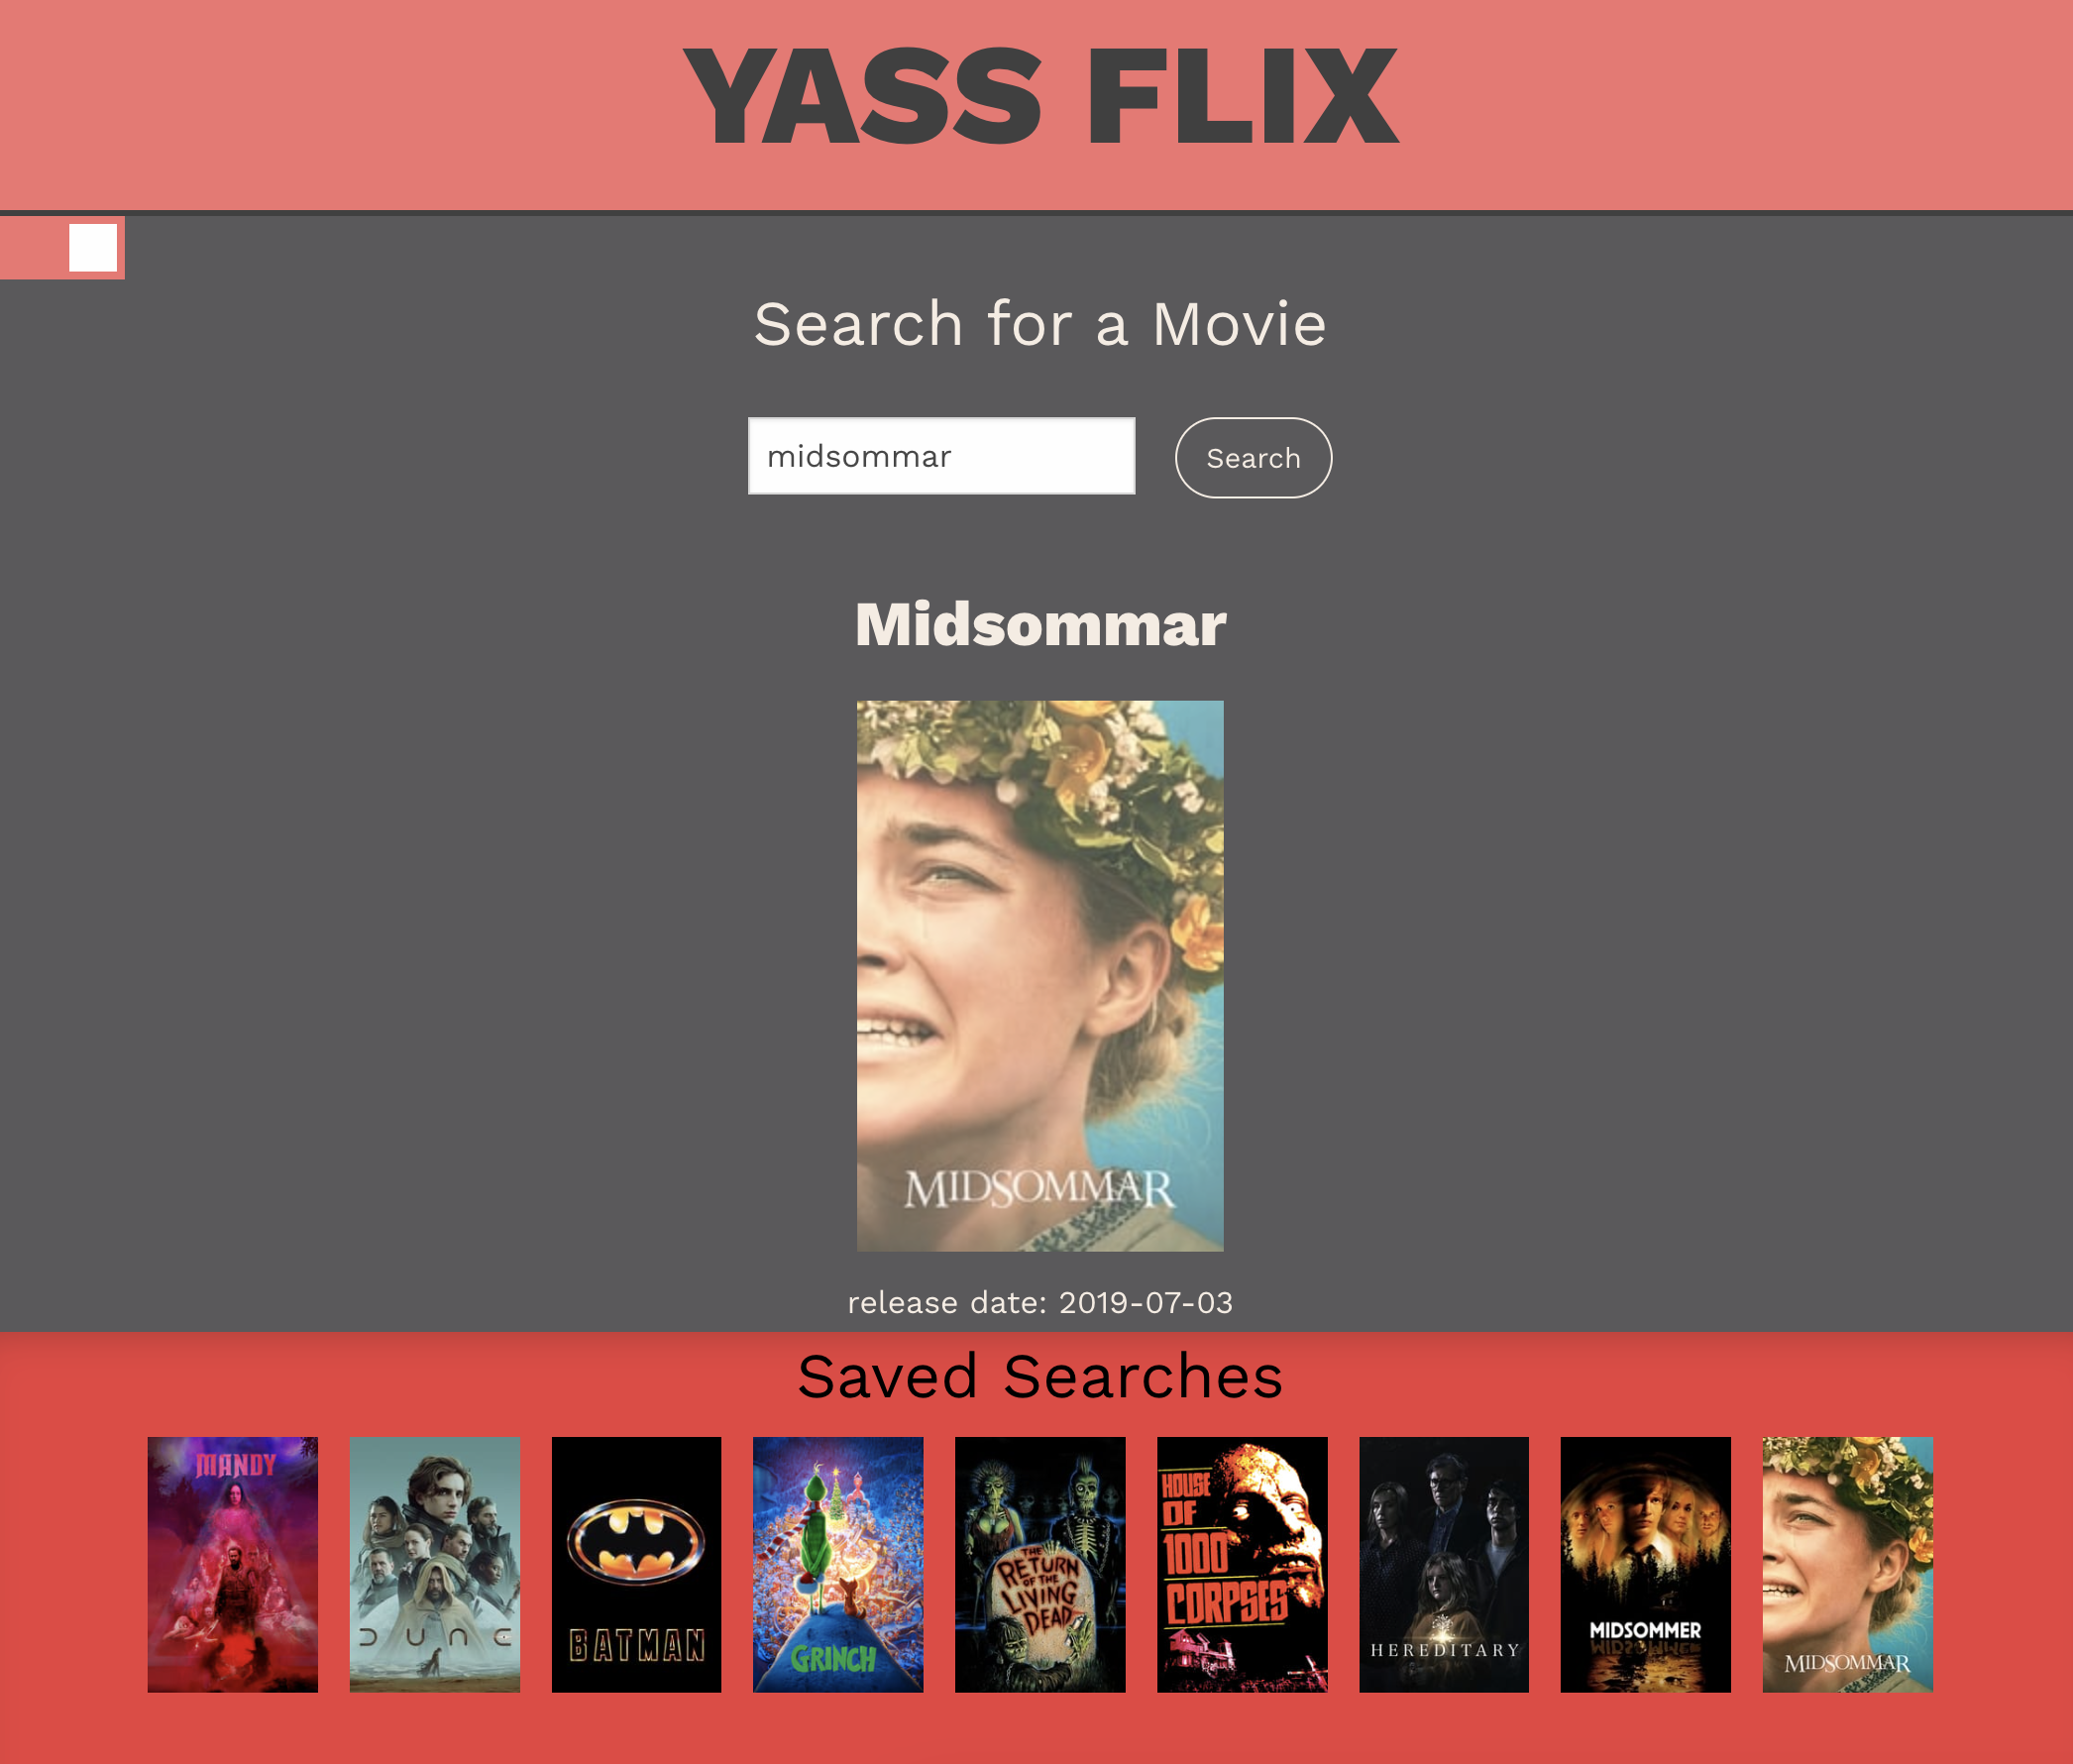 YASS FLIX
Search for a Movie
midsommar
Search
Midsommar
MIDSOMMAR
release date: 2019-07-03
Saved Searches
MANDY
DUNE
BATMAN
GRINCH
THE
RETURN
OF THE
LIVING
DEAD
HOUSE
OF
1000
CORPSES
HEREDITARY
MIDSOMMER
MIDSOMMAR